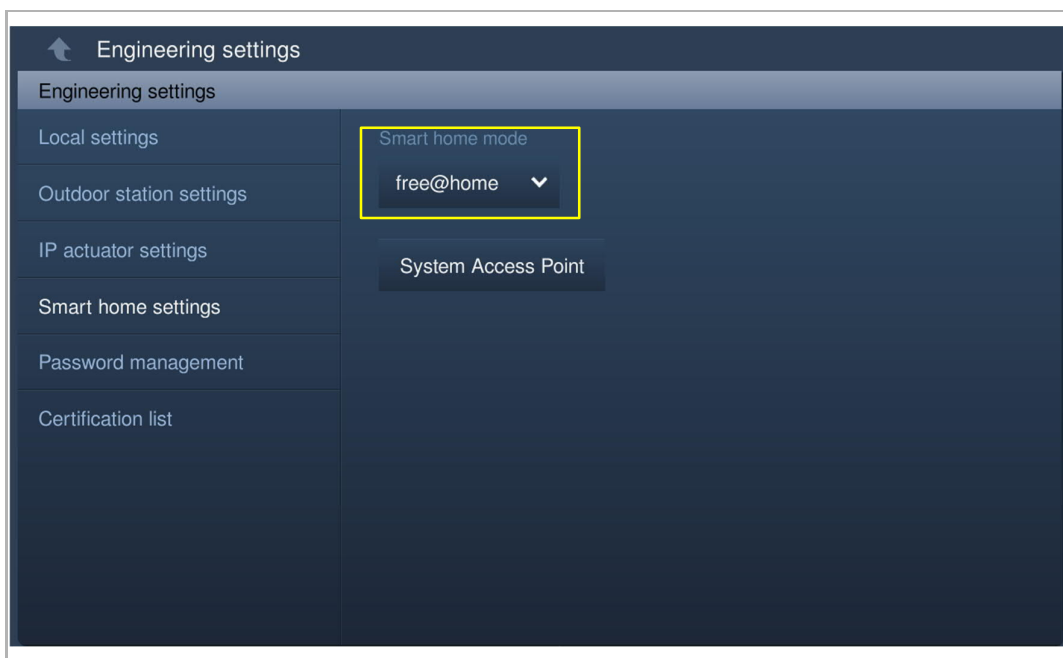 Engineering settings
Engineering settings
Local settings
Outdoor station settings
IP actuator settings
Smart home settings
Password management
Certification list
Smart home mode
free@home
System Access Point